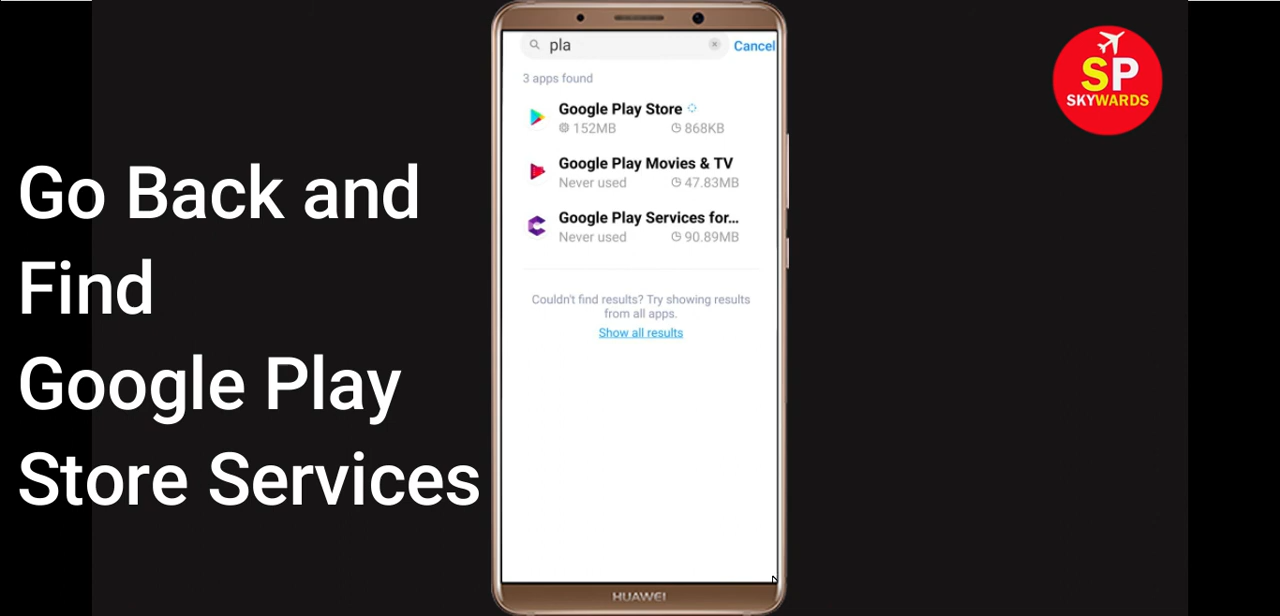 Go Back and
Find
Google Play
Store Services
pla
Cancel
3 apps found
Google Play Store
152MB 868KB
Google Play Movies & TV
Never used 47.83MB
Google Play Services for...
Never used 90.89MB
Couldn't find results? Try showing results
from all apps.
Show all results
HUAWEI
SP
SKYWARDS